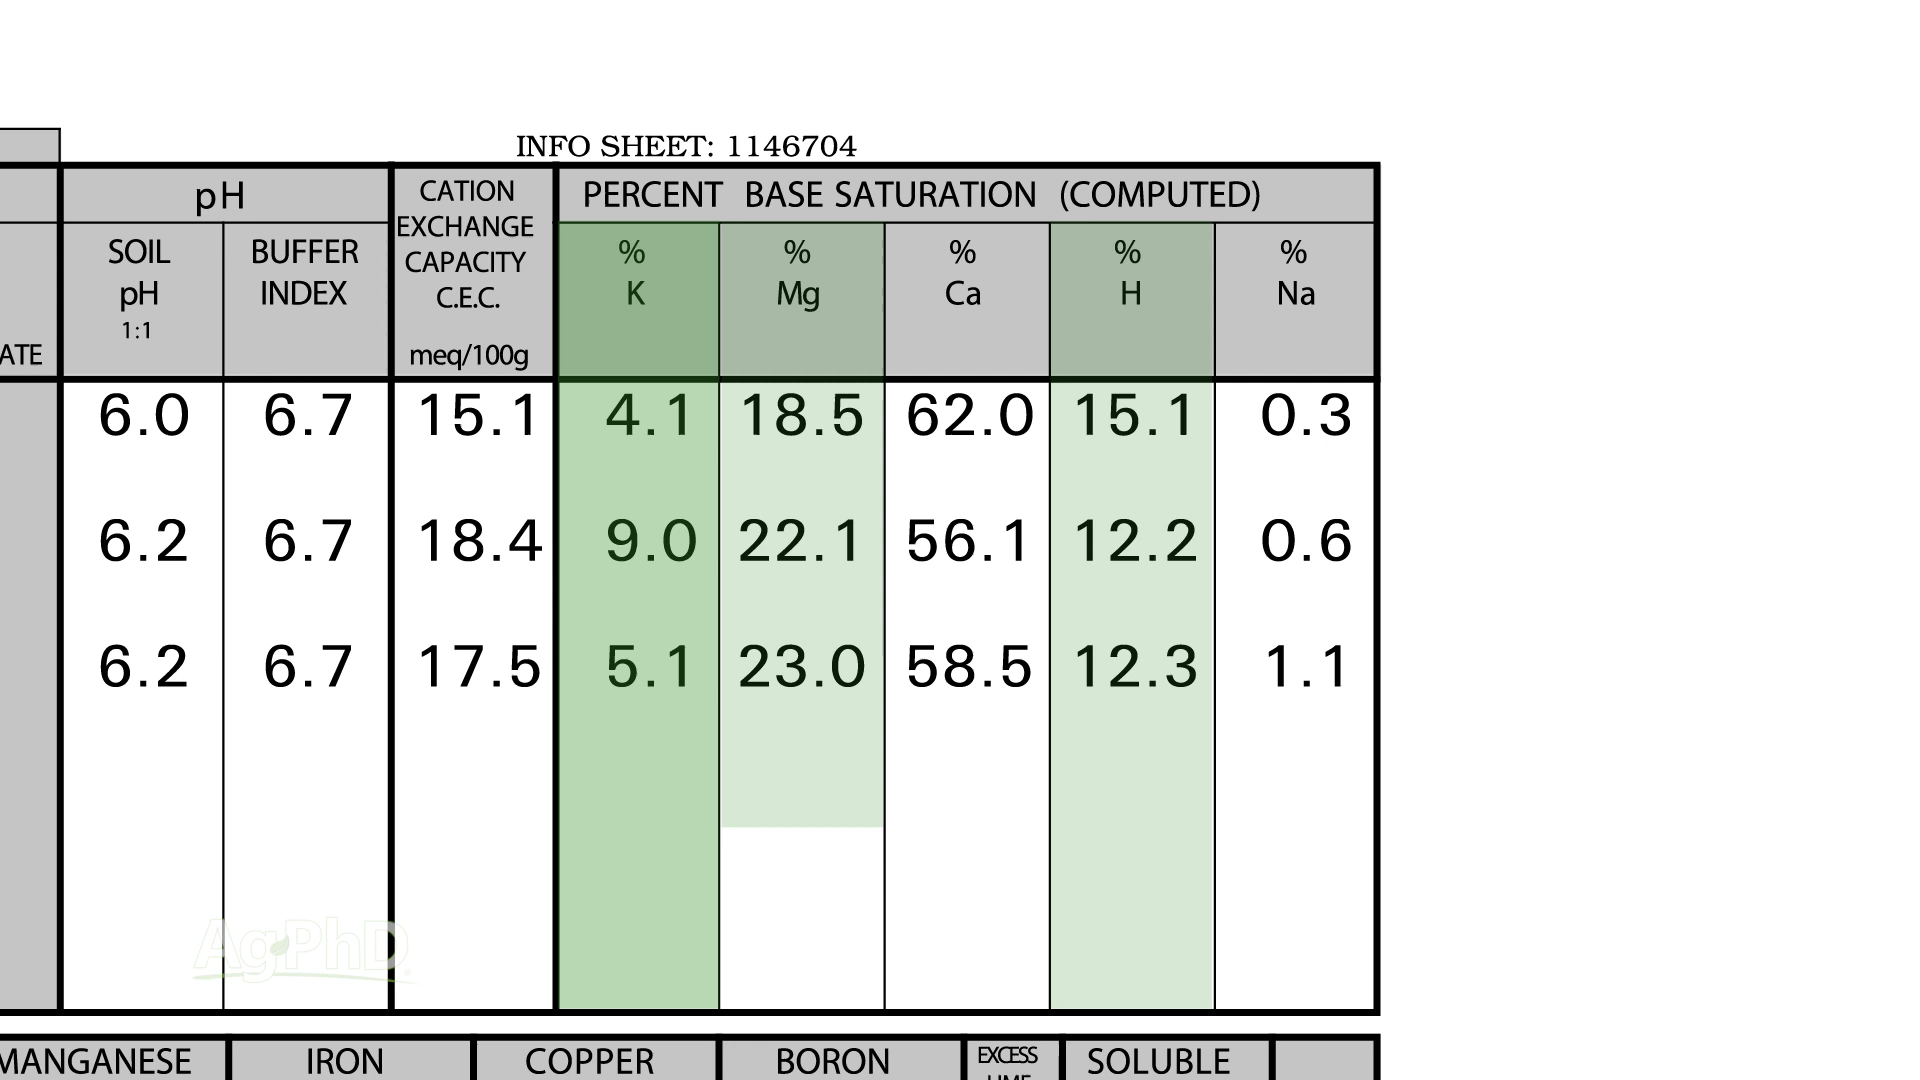 INFO SHEET: 1146704
pH
CATION EXCHANGE CAPACITY C.E.C. meq/100g
PERCENT BASE SATURATION (COMPUTED)
SOIL pH 1:1
BUFFER INDEX
% K
% Mg
% Ca
% H
% Na
6.0 6.7 15.1 4.1 18.5 62.0 15.1 0.3
6.2 6.7 18.4 9.0 22.1 56.1 12.2 0.6
6.2 6.7 17.5 5.1 23.0 58.5 12.3 1.1
AgPhD
MANGANESE IRON COPPER BORON EXCESS SOLUBLE